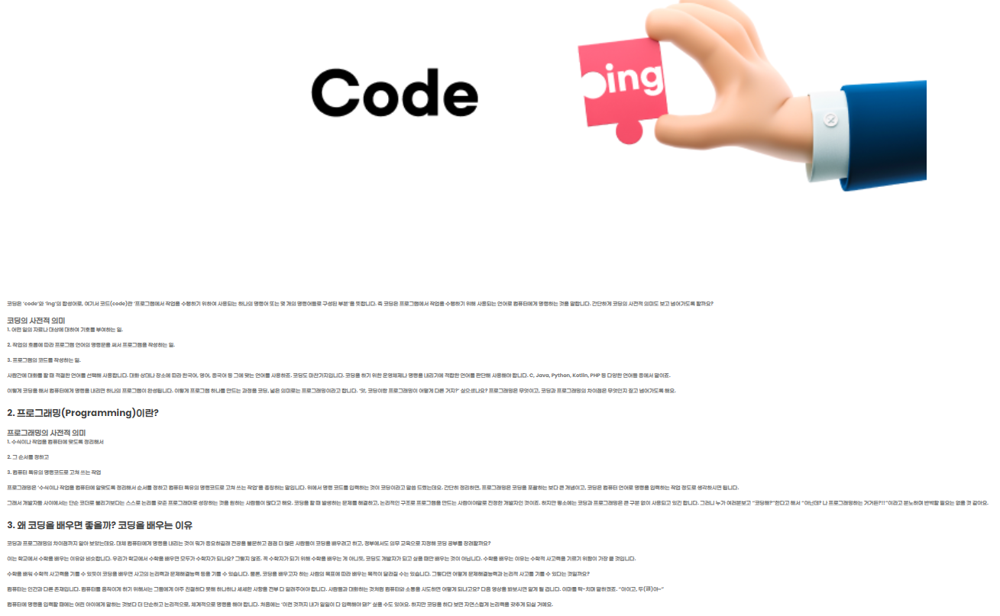 Code
ing
코딩은 'code'와 'ing'의 합성어로, 여기서 코드(code)란 '프로그램에서 작업을 수행하기 위하여 사용되는 하나의 명령어 또는 몇 개의 명령어들로 구성된 부분'을 뜻합니다. 즉 코딩은 프로그램에서 작업을 수행하기 위해 사용되는 언어로 컴퓨터에게 명령하는 것을 말합니다. 간단하게 코딩의 사전적 의미도 보고 넘어가도록 할까요?
코딩의 사전적 의미
1. 어떤 일의 자료나 대상에 대하여 기호를 부여하는 일.
2. 작업의 흐름에 따라 프로그램 언어의 명령문을 써서 프로그램을 작성하는 일.
3. 프로그램의 코드를 작성하는 일.
사람간에 대화를 할 때 적절한 언어를 선택해 사용합니다. 대화 상대나 장소에 따라 한국어, 영어, 중국어 등 그에 맞는 언어를 사용하죠. 코딩도 마찬가지입니다. 코딩을 하기 위한 운영체제나 명령을 내리기에 적합한 언어를 판단해 사용해야 합니다. C, Java, Python, Kotlin, PHP 등 다양한 언어들 중에서 말이죠.
이렇게 코딩을 해서 컴퓨터에게 명령을 내리면 하나의 프로그램이 완성됩니다. 이렇게 프로그램 하나를 만드는 과정을 코딩, 넓은 의미로는 프로그래밍이라고 합니다. '앗, 코딩이랑 프로그래밍이 어떻게 다른 거지?' 싶으셨나요? 프로그래밍은 무엇이고, 코딩과 프로그래밍의 차이점은 무엇인지 짚고 넘어가도록 해요.
2. 프로그래밍(Programming)이란?
프로그래밍의 사전적 의미
1. 수식이나 작업을 컴퓨터에 맞도록 정리해서
2. 그 순서를 정하고
3. 컴퓨터 특유의 명령코드로 고쳐 쓰는 작업
프로그래밍은 '수식이나 작업을 컴퓨터에 알맞도록 정리해서 순서를 정하고 컴퓨터 특유의 명령코드로 고쳐 쓰는 작업'을 총칭하는 말입니다. 위에서 명령 코드를 입력하는 것이 코딩이라고 말씀 드렸는데요. 간단히 정리하면, 프로그래밍은 코딩을 포괄하는 보다 큰 개념이고, 코딩은 컴퓨터 언어로 명령을 입력하는 작업 정도로 생각하시면 됩니다.
그래서 개발자들 사이에서는 단순 코더로 불리기보다는 스스로 논리를 갖춘 프로그래머로 성장하는 것을 원하는 사람들이 많다고 해요. 코딩을 할 때 발생하는 문제를 해결하고, 논리적인 구조로 프로그램을 만드는 사람이야말로 진정한 개발자인 것이죠. 하지만 평소에는 코딩과 프로그래밍은 큰 구분 없이 사용되고 있긴 합니다. 그러니 누가 여러분보고 "코딩해?"한다고 해서 "아닌데? 나 프로그래밍하는 거거든?!!"이라고 분노하며 반박할 필요는 없을 것 같아요.
3. 왜 코딩을 배우면 좋을까? 코딩을 배우는 이유
코딩과 프로그래밍의 차이점까지 알아 보았는데요. 대체 컴퓨터에게 명령을 내리는 것이 뭐가 중요하길래 전공을 불문하고 점점 더 많은 사람들이 코딩을 배우려고 하고, 정부에서도 의무 교육으로 지정해 코딩 공부를 장려할까요?
이는 학교에서 수학을 배우는 이유와 비슷합니다. 우리가 학교에서 수학을 배우면 모두가 수학자가 되나요? 그렇지 않죠. 꼭 수학자가 되기 위해 수학을 배우는 게 아니듯, 코딩도 개발자가 되고 싶을 때만 배우는 것이 아닙니다. 수학을 배우는 이유는 수학적 사고력을 기르기 위함이 가장 클 것입니다.
수학을 배워 수학적 사고력을 기를 수 있듯이 코딩을 배우면 사고의 논리력과 문제해결능력 등을 기를 수 있습니다. 물론, 코딩을 배우고자 하는 사람의 목표에 따라 배우는 목적이 달라질 수는 있습니다. 그렇다면 어떻게 문제해결능력과 논리적 사고를 기를 수 있다는 것일까요?
컴퓨터는 인간과 다른 존재입니다. 컴퓨터를 움직이게 하기 위해서는 그들에게 아주 친절하다 못해 하나하나 세세한 사항을 전부 다 알려주어야 합니다. 사람들과 대화하는 것처럼 컴퓨터와 소통을 시도하면 어떻게 되냐고요? 다음 영상을 봐보시면 알게 될 겁니다. 이마를 탁-치며 말하겠죠. "아이고, 두(頭)야~"
컴퓨터에 명령을 입력할 때에는 어린 아이에게 말하는 것보다 더 단순하고 논리적으로, 체계적으로 명령을 해야 합니다. 처음에는 '이런 것까지 내가 일일이 다 입력해야 돼?' 싶을 수도 있어요. 하지만 코딩을 하다 보면 자연스럽게 논리력을 갖추게 되실 거예요.